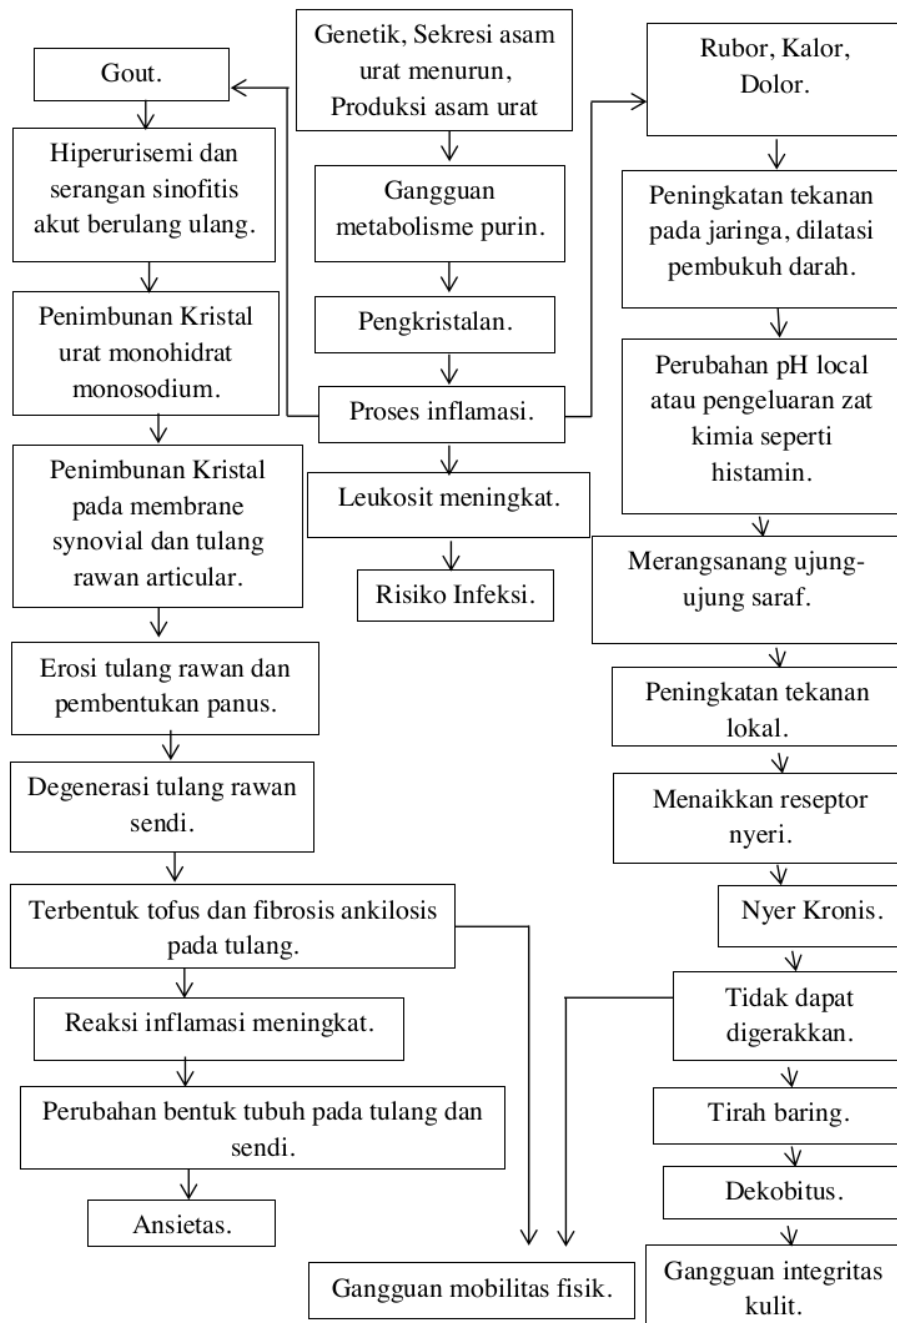 Genetik, Sekresi asam
urat menurun,
Produksi asam urat
Gangguan
metabolisme purin.
Pengkristalan.
Proses inflamasi.
Leukosit meningkat.
Risiko Infeksi.
Gout.
Hiperurisemi dan
serangan sinofitis
akut berulang ulang.
Penimbunan Kristal
urat monohidrat
monosodium.
Penimbunan Kristal
pada membrane
synovial dan tulang
rawan articular.
Erosi tulang rawan dan
pembentukan panus.
Degenerasi tulang rawan
sendi.
Terbentuk tofus dan fibrosis ankilosis
pada tulang.
Reaksi inflamasi meningkat.
Perubahan bentuk tubuh pada tulang dan
sendi.
Ansietas.
Rubor, Kalor,
Dolor.
Peningkatan tekanan
pada jaringa, dilatasi
pembukuh darah.
Perubahan pH local
atau pengeluaran zat
kimia seperti
histamin.
Merangsanang ujung-
ujung saraf.
Peningkatan tekanan
lokal.
Menaikkan reseptor
nyeri.
Nyer Kronis.
Tidak dapat
digerakkan.
Tirah baring.
Dekobitus.
Gangguan integritas
kulit.
Gangguan mobilitas fisik.